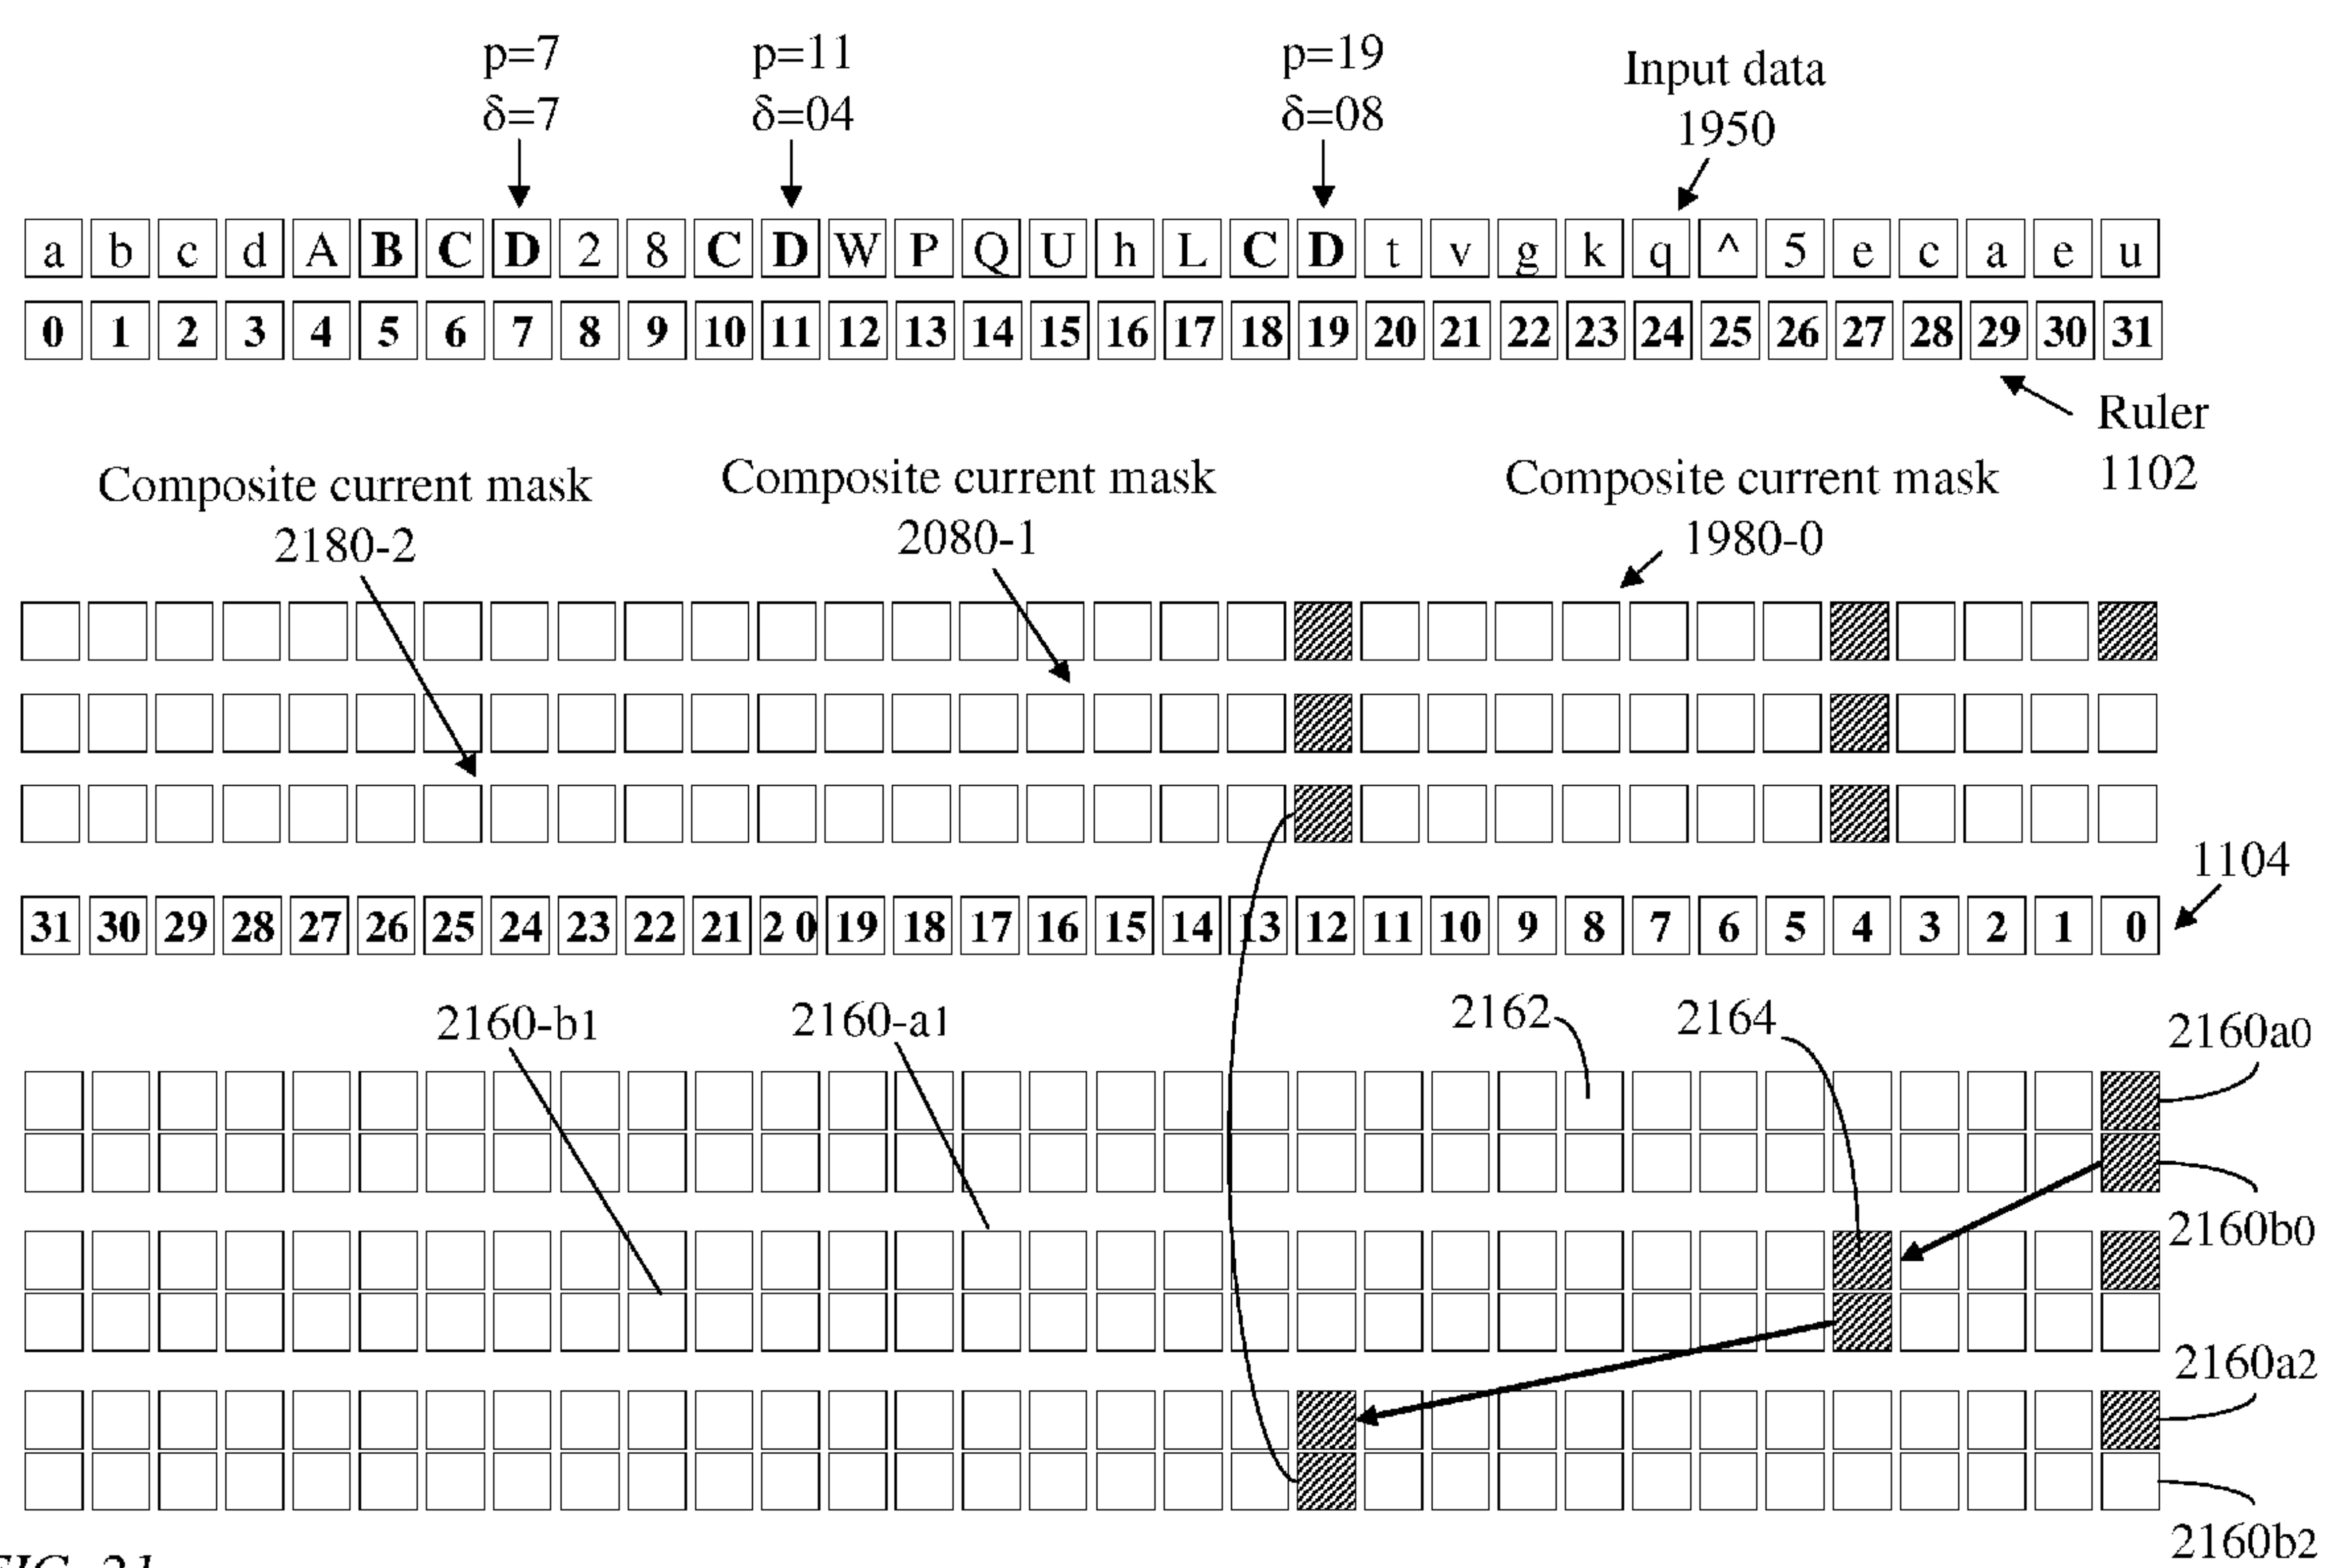 p=7 p=11 p=19
δ=7 δ=04 δ=08
Input data
1950
a b c d A B C D 2 8 C D W P Q U h L C D t v g k q ^ 5 e c a e u
0 1 2 3 4 5 6 7 8 9 10 11 12 13 14 15 16 17 18 19 20 21 22 23 24 25 26 27 28 29 30 31
Ruler
1102
Composite current mask
2180-2
Composite current mask
2080-1
Composite current mask
1980-0
1104
31 30 29 28 27 26 25 24 23 22 21 2 0 19 18 17 16 15 14 13 12 11 10 9 8 7 6 5 4 3 2 1 0
2160-b1 2160-a1 2162 2164
2160a0
2160b0
2160a2
2160b2
FIG. 21